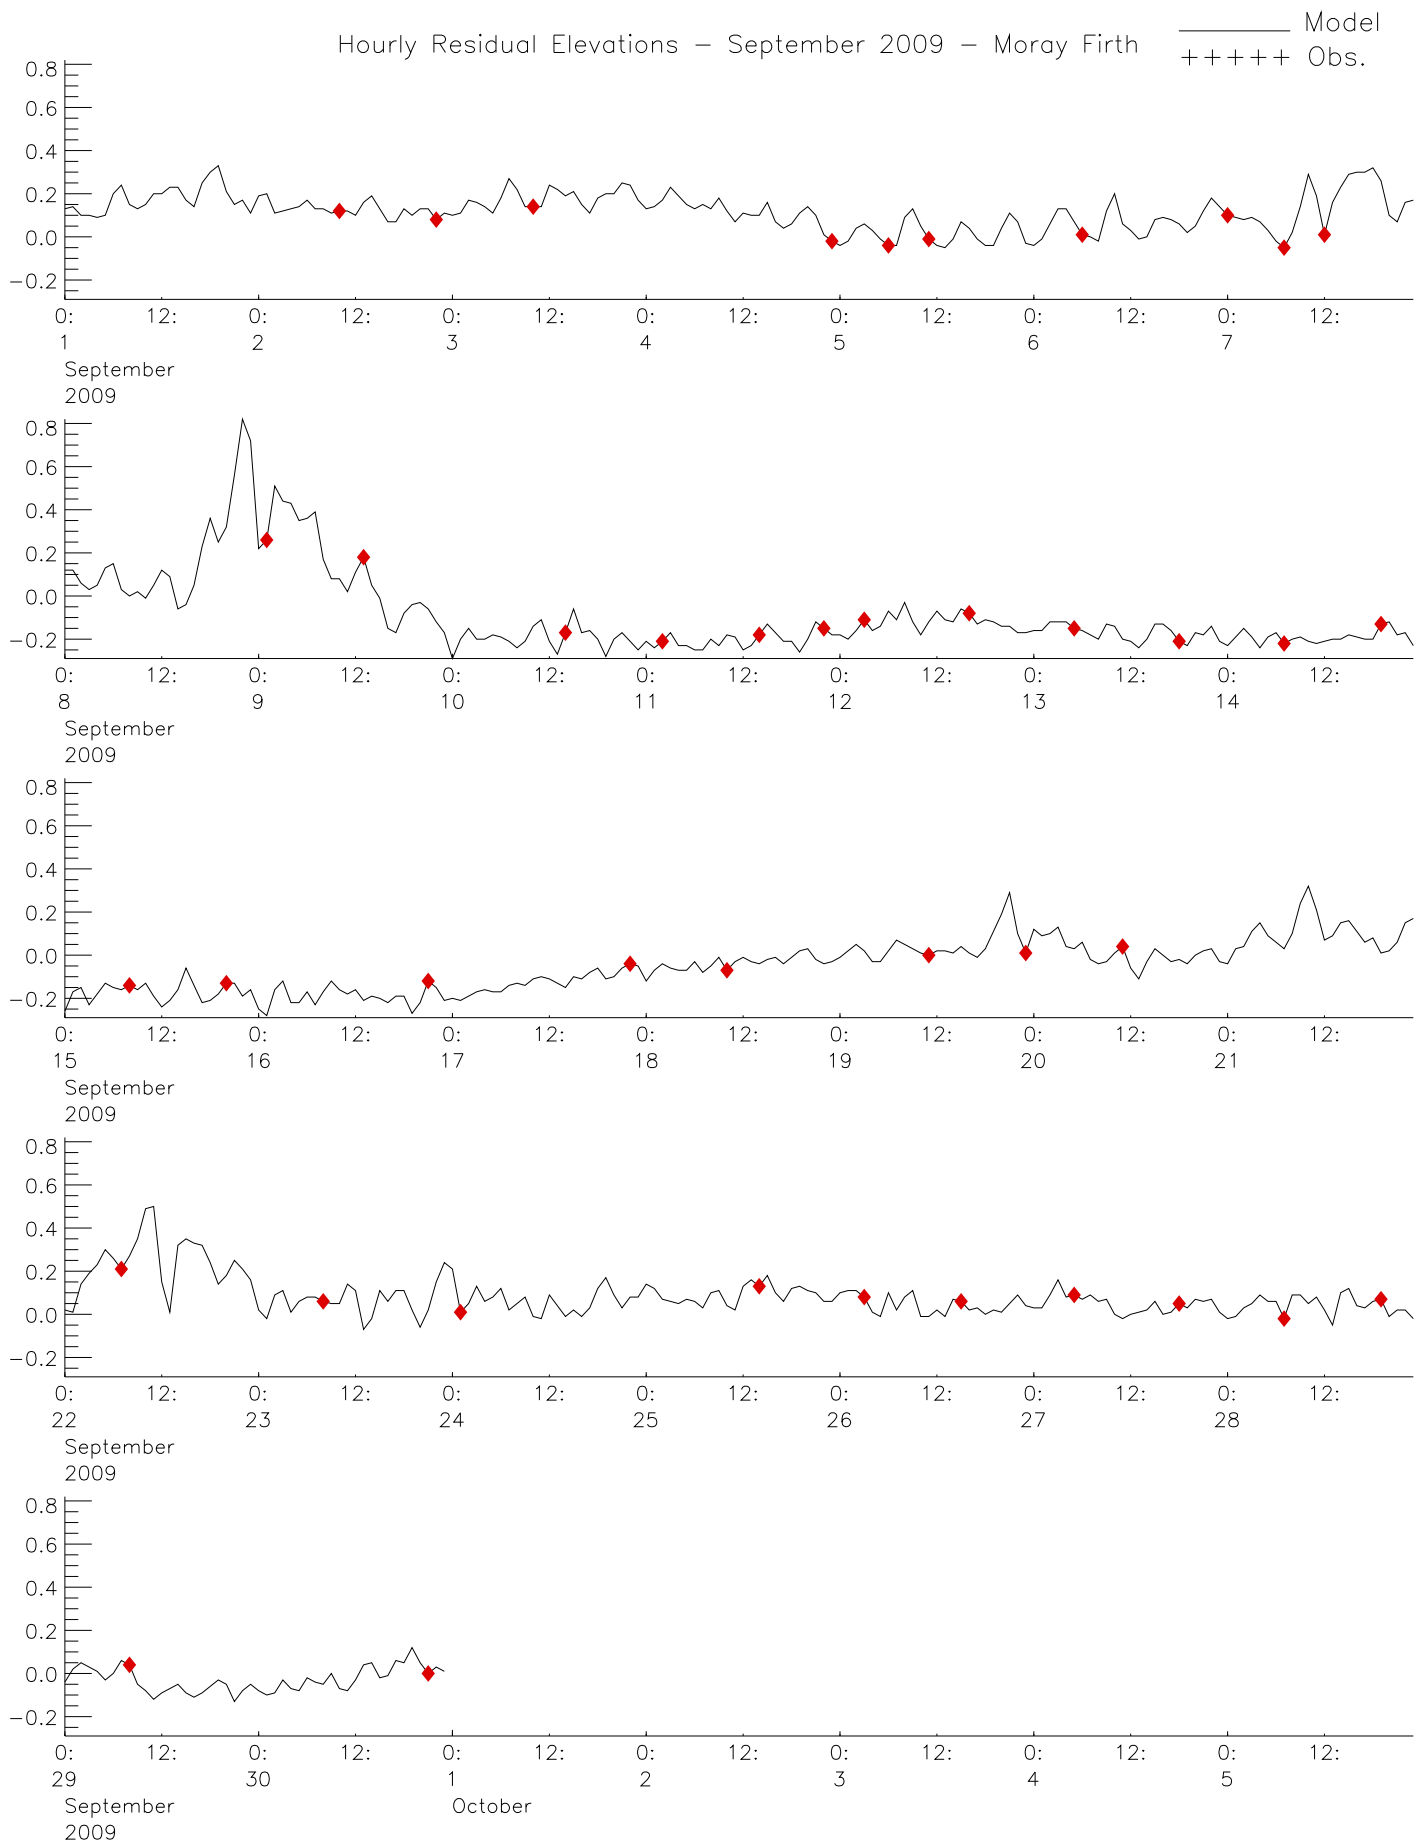 Hourly Residual Elevations – September 2009 – Moray Firth
Model
+++++ Obs.
0.8
0.6
0.4
0.2
0.0
−0.2
0: 12: 0: 12: 0: 12: 0: 12: 0: 12: 0: 12: 0: 12:
1 2 3 4 5 6 7
September
2009
0.8
0.6
0.4
0.2
0.0
−0.2
0: 12: 0: 12: 0: 12: 0: 12: 0: 12: 0: 12: 0: 12:
8 9 10 11 12 13 14
September
2009
0.8
0.6
0.4
0.2
0.0
−0.2
0: 12: 0: 12: 0: 12: 0: 12: 0: 12: 0: 12: 0: 12:
15 16 17 18 19 20 21
September
2009
0.8
0.6
0.4
0.2
0.0
−0.2
0: 12: 0: 12: 0: 12: 0: 12: 0: 12: 0: 12: 0: 12:
22 23 24 25 26 27 28
September
2009
0.8
0.6
0.4
0.2
0.0
−0.2
0: 12: 0: 12: 0: 12: 0: 12: 0: 12: 0: 12: 0: 12:
29 30 1 2 3 4 5
September October
2009